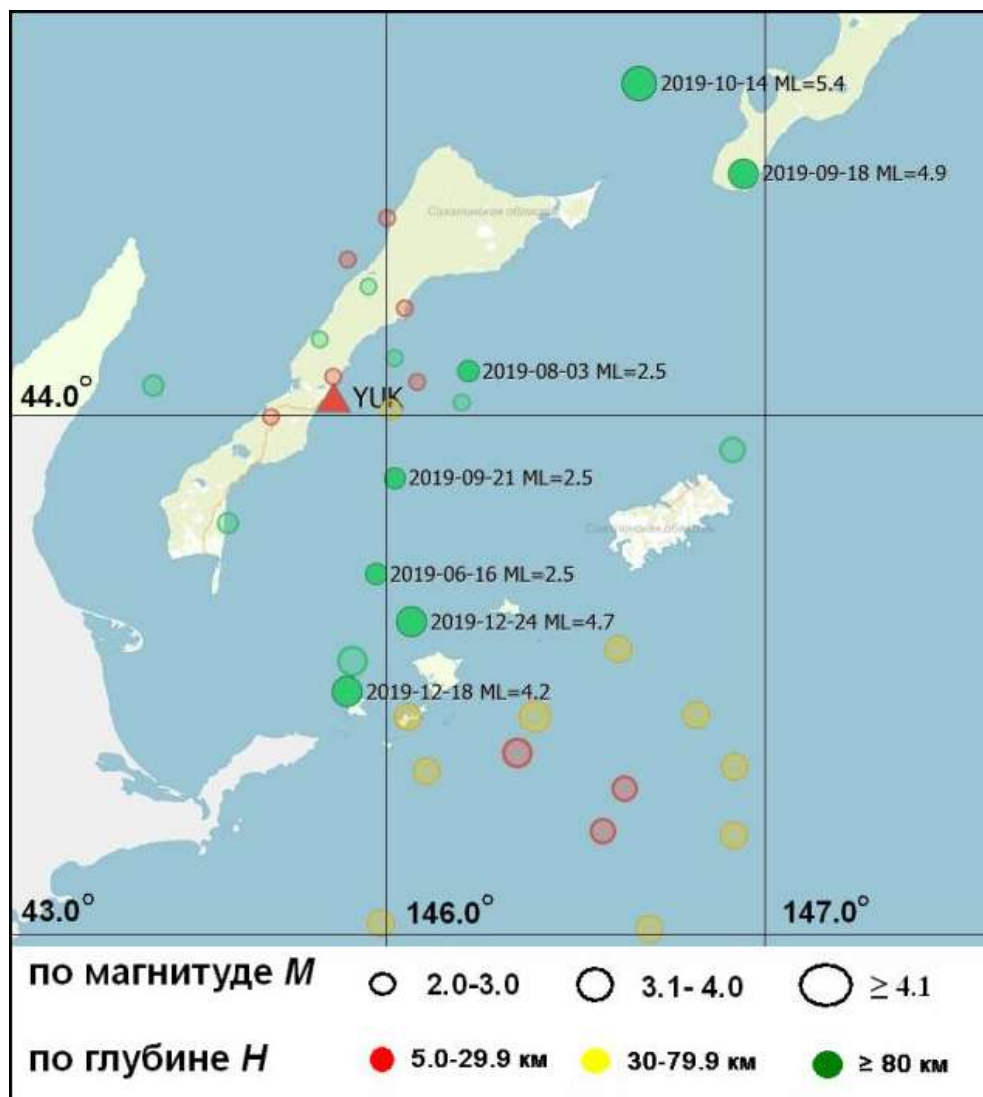 2019-10-14 ML=5.4
2019-09-18 ML=4.9
Сахалинская область
2019-08-03 ML=2.5
44.0°
YUK
2019-09-21 ML=2.5
Сахалинская область
2019-06-16 ML=2.5
2019-12-24 ML=4.7
2019-12-18 ML=4.2
43.0°
146.0°
147.0°
по магнитуде M
2.0-3.0
3.1- 4.0
≥ 4.1
по глубине H
5.0-29.9 км
30-79.9 км
≥ 80 км